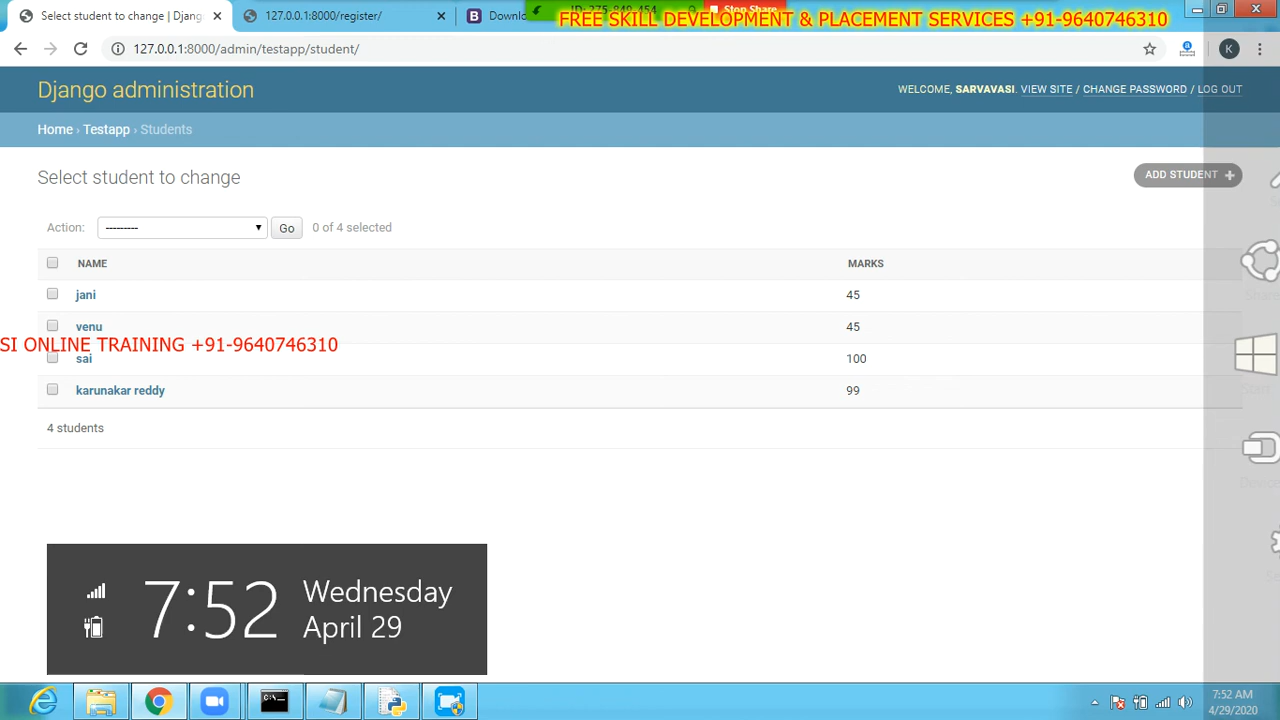 Select student to change | Djang
127.0.0.1:8000/register/
Downlo
Stop Share
FREE SKILL DEVELOPMENT & PLACEMENT SERVICES +91-9640746310
127.0.0.1:8000/admin/testapp/student/
K
Django administration
WELCOME, SARVAVASI. VIEW SITE / CHANGE PASSWORD / LOG OUT
Home › Testapp › Students
Select student to change
ADD STUDENT +
Action: --------- Go 0 of 4 selected
NAME MARKS
jani 45
venu 45
SI ONLINE TRAINING +91-9640746310
sai 100
karunakar reddy 99
4 students
7:52 Wednesday
April 29
7:52 AM
4/29/2020